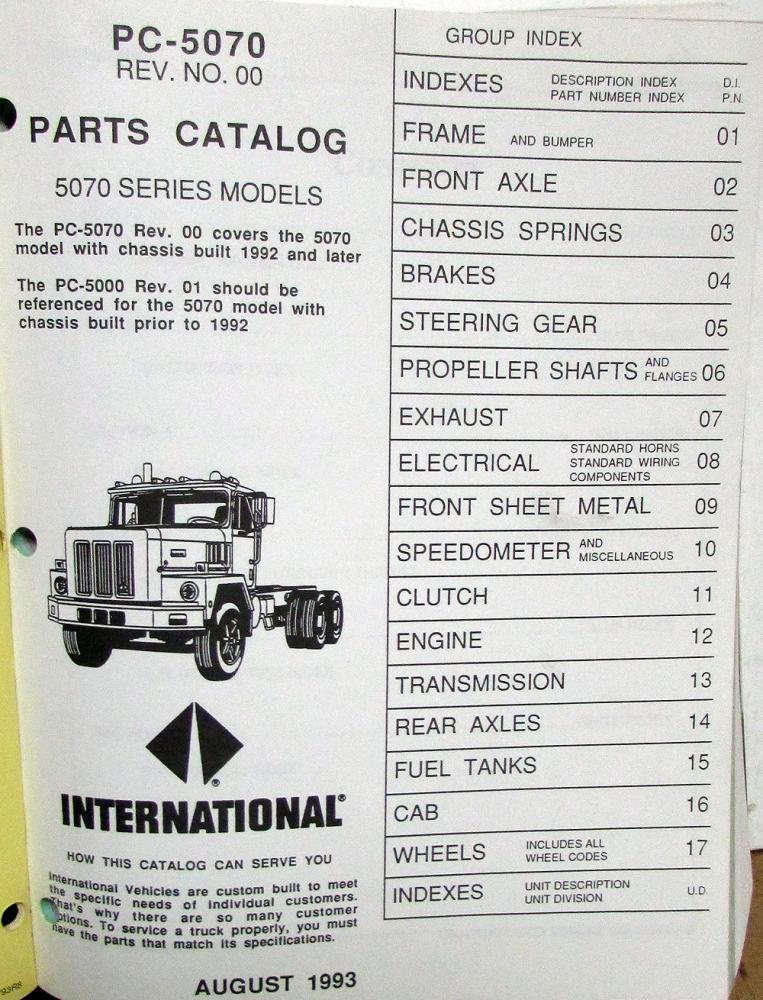 PC-5070
REV. NO. 00
PARTS CATALOG
5070 SERIES MODELS
The PC-5070 Rev. 00 covers the 5070
model with chassis built 1992 and later
The PC-5000 Rev. 01 should be
referenced for the 5070 model with
chassis built prior to 1992
INTERNATIONAL®
HOW THIS CATALOG CAN SERVE YOU
International Vehicles are custom built to meet
the specific needs of individual customers.
That's why there are so many customer
options. To service a truck properly, you must
have the parts that match its specifications.
AUGUST 1993
GROUP INDEX
INDEXES DESCRIPTION INDEX D.I.
PART NUMBER INDEX P.N.
FRAME AND BUMPER 01
FRONT AXLE 02
CHASSIS SPRINGS 03
BRAKES 04
STEERING GEAR 05
PROPELLER SHAFTS AND FLANGES 06
EXHAUST 07
ELECTRICAL STANDARD HORNS STANDARD WIRING COMPONENTS 08
FRONT SHEET METAL 09
SPEEDOMETER AND MISCELLANEOUS 10
CLUTCH 11
ENGINE 12
TRANSMISSION 13
REAR AXLES 14
FUEL TANKS 15
CAB 16
WHEELS INCLUDES ALL WHEEL CODES 17
INDEXES UNIT DESCRIPTION UNIT DIVISION U.D.